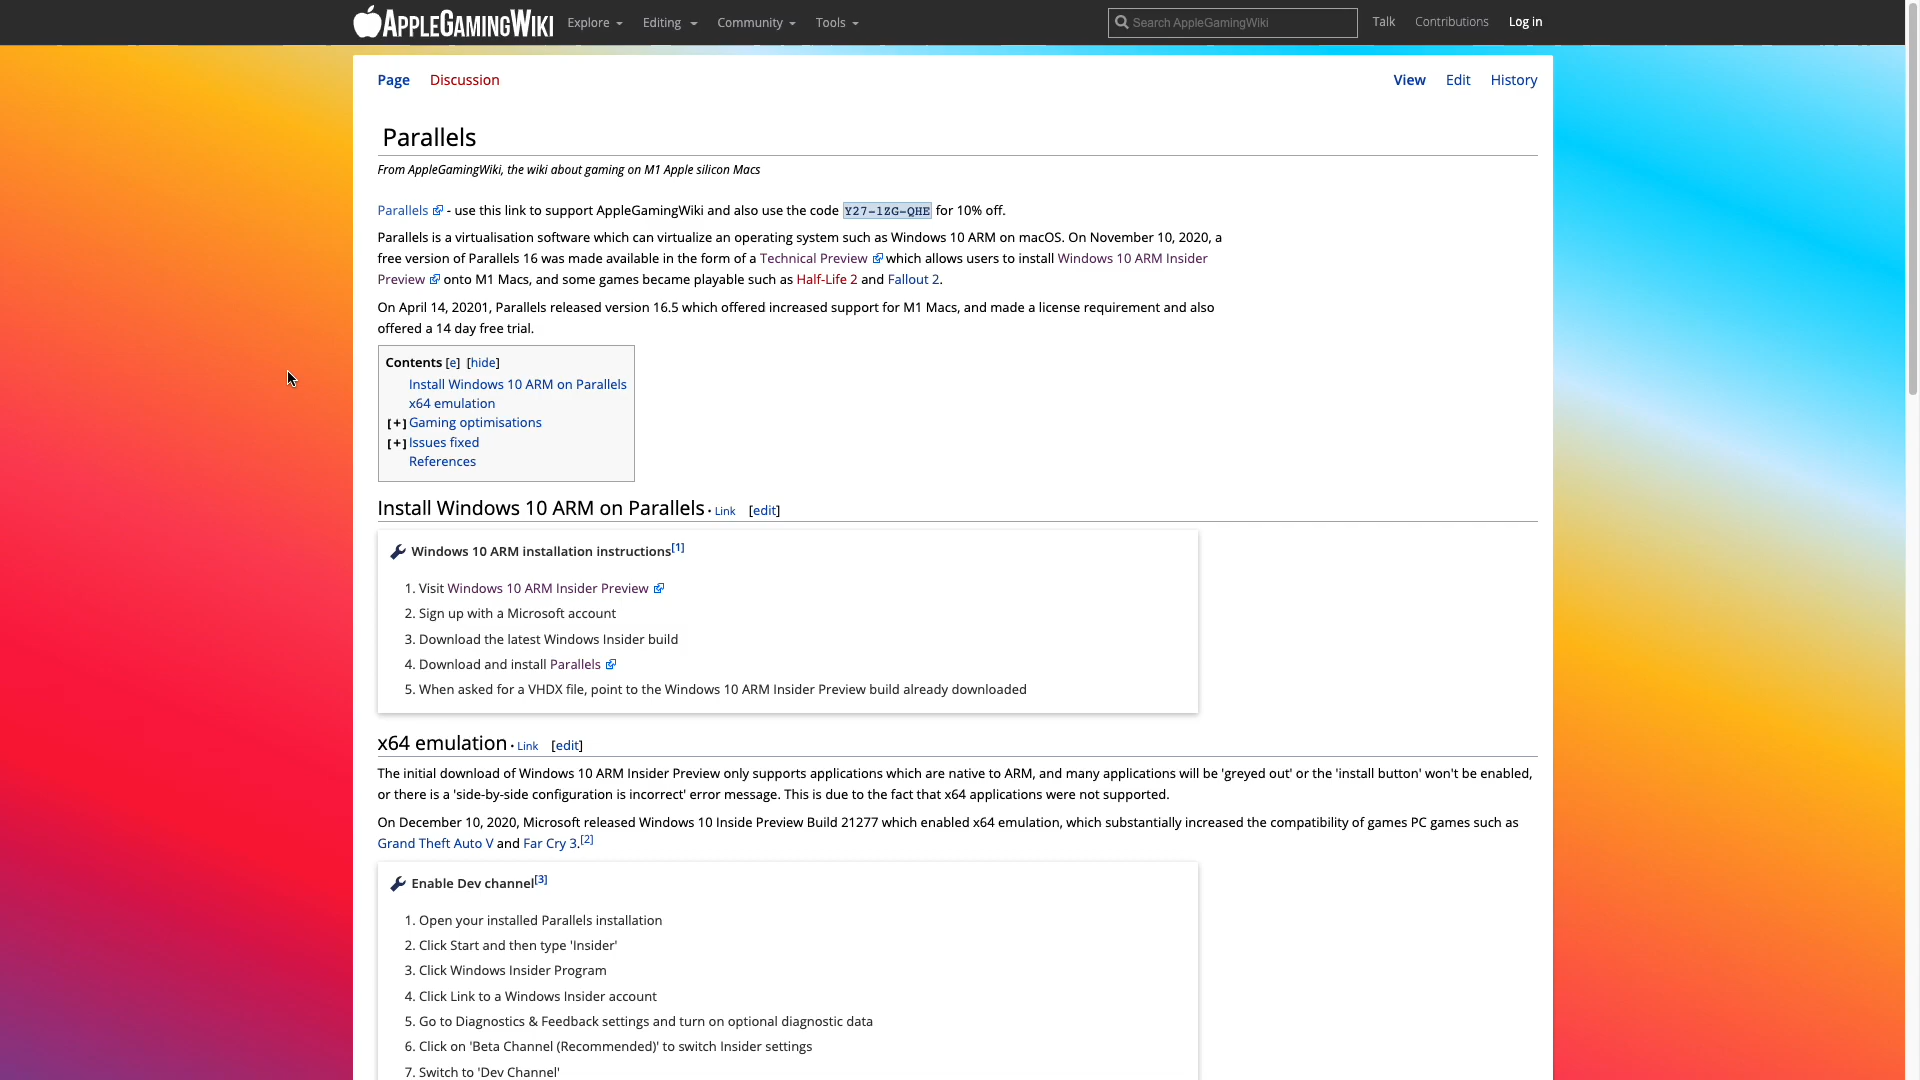 APPLEGAMINGWIKI Explore Editing Community Tools Search AppleGamingWiki Talk Contributions Log in
Page Discussion View Edit History
Parallels
From AppleGamingWiki, the wiki about gaming on M1 Apple silicon Macs
Parallels - use this link to support AppleGamingWiki and also use the code Y27-1ZG-QHE for 10% off.
Parallels is a virtualisation software which can virtualize an operating system such as Windows 10 ARM on macOS. On November 10, 2020, a
free version of Parallels 16 was made available in the form of a Technical Preview which allows users to install Windows 10 ARM Insider
Preview onto M1 Macs, and some games became playable such as Half-Life 2 and Fallout 2.
On April 14, 20201, Parallels released version 16.5 which offered increased support for M1 Macs, and made a license requirement and also
offered a 14 day free trial.
Contents [e] [hide]
Install Windows 10 ARM on Parallels
x64 emulation
[+] Gaming optimisations
[+] Issues fixed
References
Install Windows 10 ARM on Parallels · Link [edit]
Windows 10 ARM installation instructions[1]
1. Visit Windows 10 ARM Insider Preview
2. Sign up with a Microsoft account
3. Download the latest Windows Insider build
4. Download and install Parallels
5. When asked for a VHDX file, point to the Windows 10 ARM Insider Preview build already downloaded
x64 emulation · Link [edit]
The initial download of Windows 10 ARM Insider Preview only supports applications which are native to ARM, and many applications will be 'greyed out' or the 'install button' won't be enabled,
or there is a 'side-by-side configuration is incorrect' error message. This is due to the fact that x64 applications were not supported.
On December 10, 2020, Microsoft released Windows 10 Inside Preview Build 21277 which enabled x64 emulation, which substantially increased the compatibility of games PC games such as
Grand Theft Auto V and Far Cry 3.[2]
Enable Dev channel[3]
1. Open your installed Parallels installation
2. Click Start and then type 'Insider'
3. Click Windows Insider Program
4. Click Link to a Windows Insider account
5. Go to Diagnostics & Feedback settings and turn on optional diagnostic data
6. Click on 'Beta Channel (Recommended)' to switch Insider settings
7. Switch to 'Dev Channel'